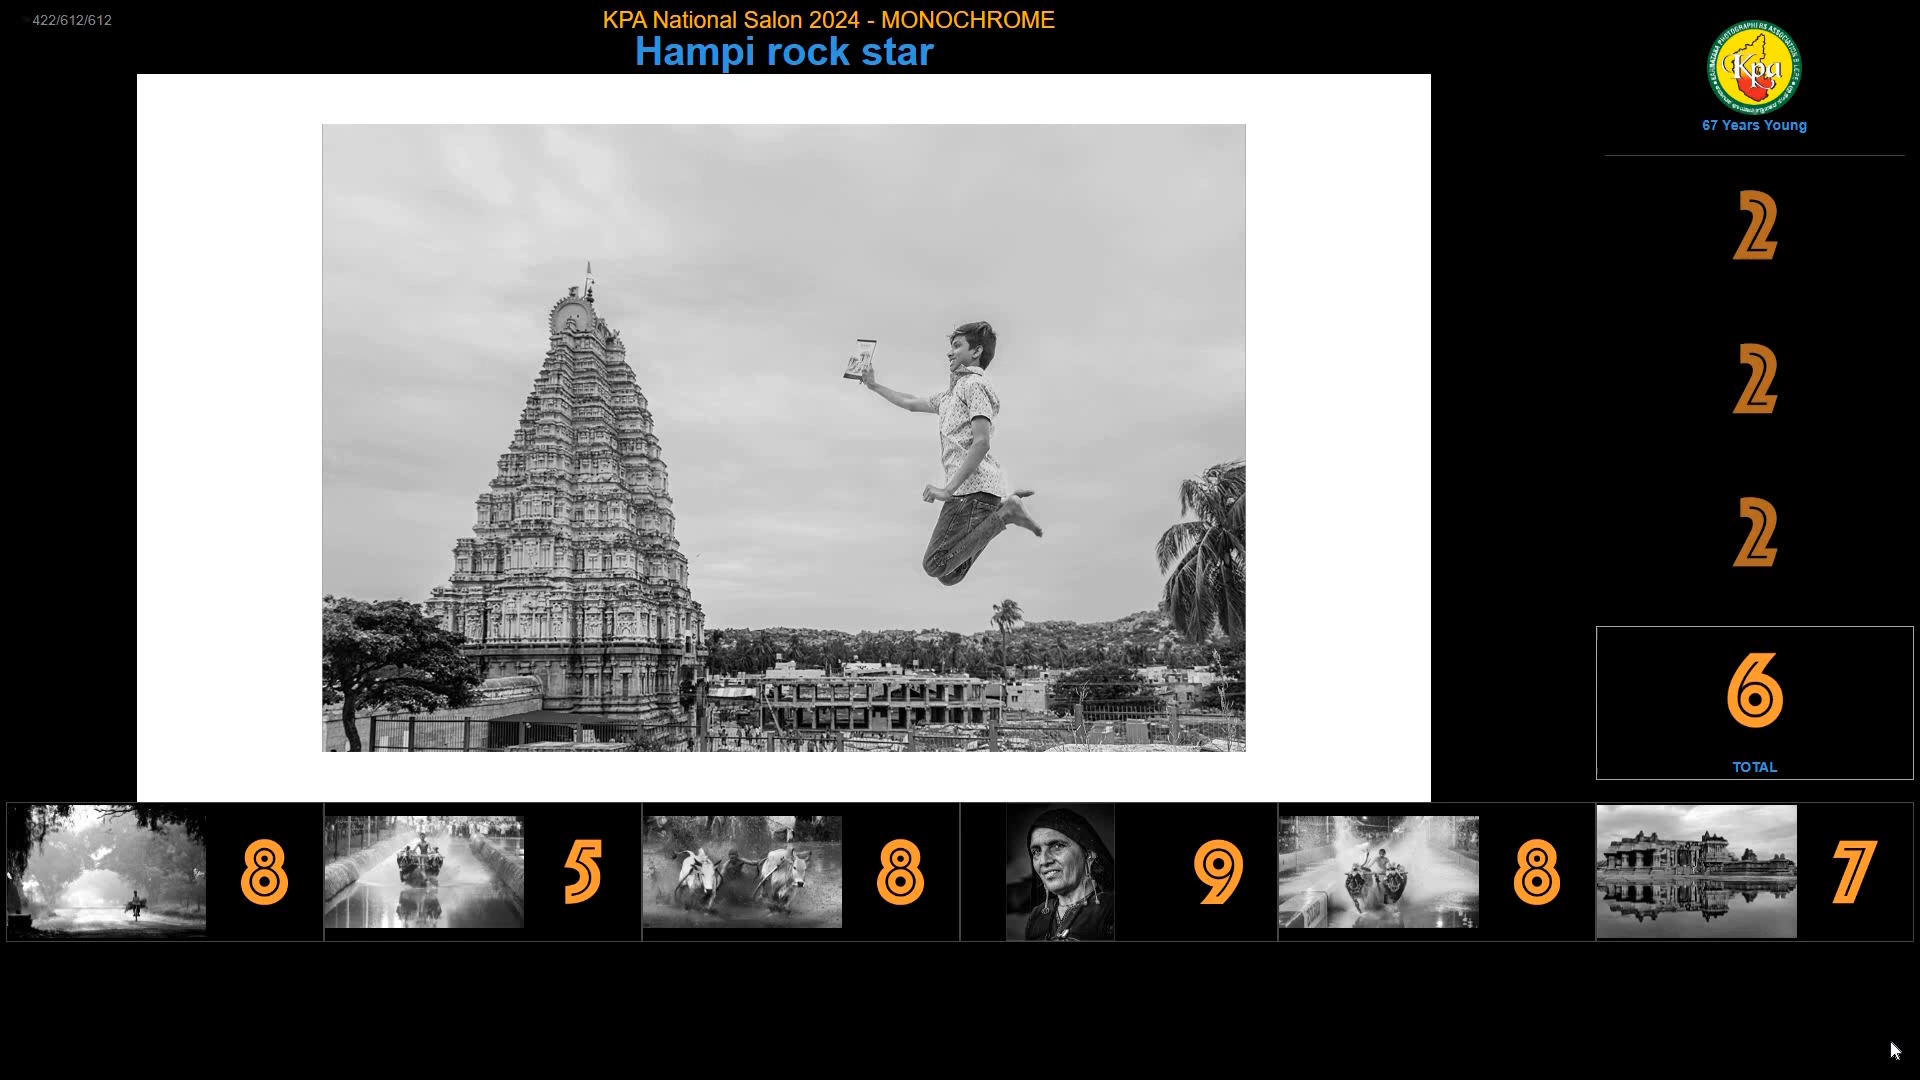 422/612/612
KPA National Salon 2024 - MONOCHROME
Hampi rock star
Kpa
67 Years Young
2
2
2
6
TOTAL
8
5
8
9
8
7